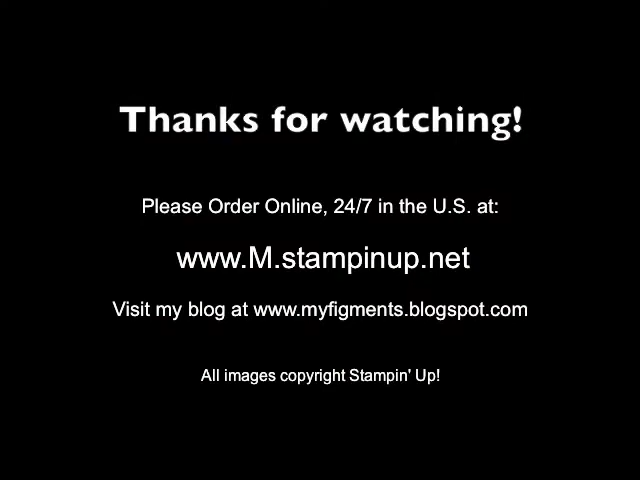 Thanks for watching!
Please Order Online, 24/7 in the U.S. at:
www.M.stampinup.net
Visit my blog at www.myfigments.blogspot.com
All images copyright Stampin' Up!